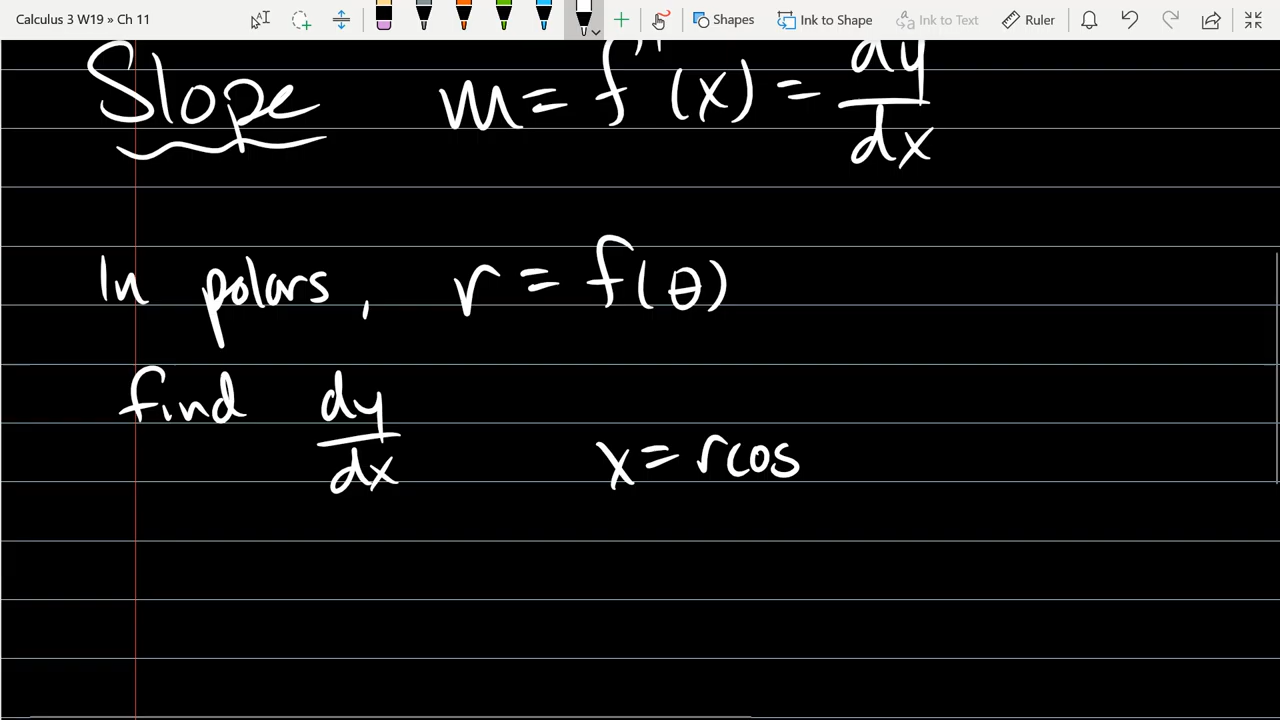 Calculus 3 W19 » Ch 11
Shapes
Ink to Shape
Ink to Text
Ruler
Slope m = f''(x) = dy/dx
In polars, r = f(θ)
find dy/dx
x = rcos